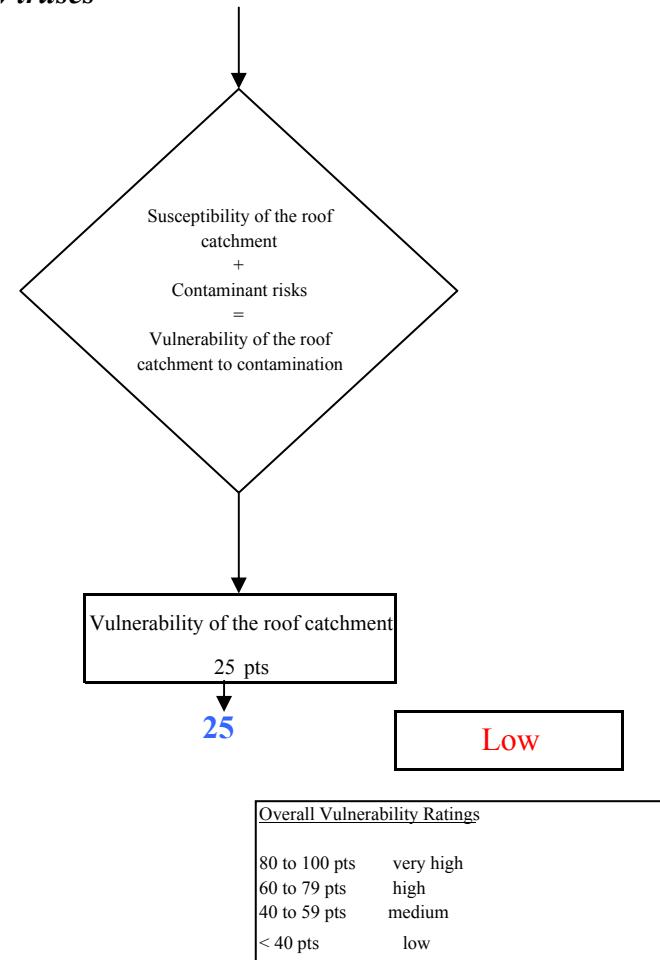 Susceptibility of the roof
catchment
+
Contaminant risks
=
Vulnerability of the roof
catchment to contamination
Vulnerability of the roof catchment
25 pts
25
Low
Overall Vulnerability Ratings
80 to 100 pts very high
60 to 79 pts high
40 to 59 pts medium
< 40 pts low